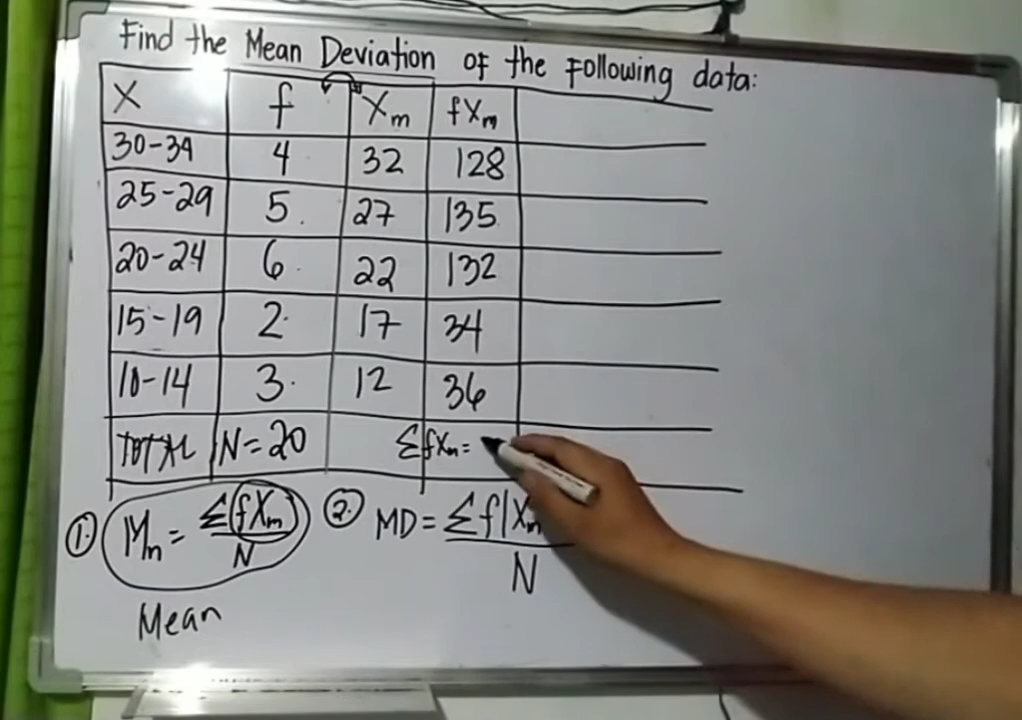 Find the Mean Deviation of the following data:
X f Xm fXm
30-34 4 32 128
25-29 5 27 135
20-24 6 22 132
15-19 2 17 34
10-14 3 12 36
TOTAL N=20 ΣfXm=
1. Mn = Σ(fXm)/N 2. MD = Σf|Xm /N
Mean